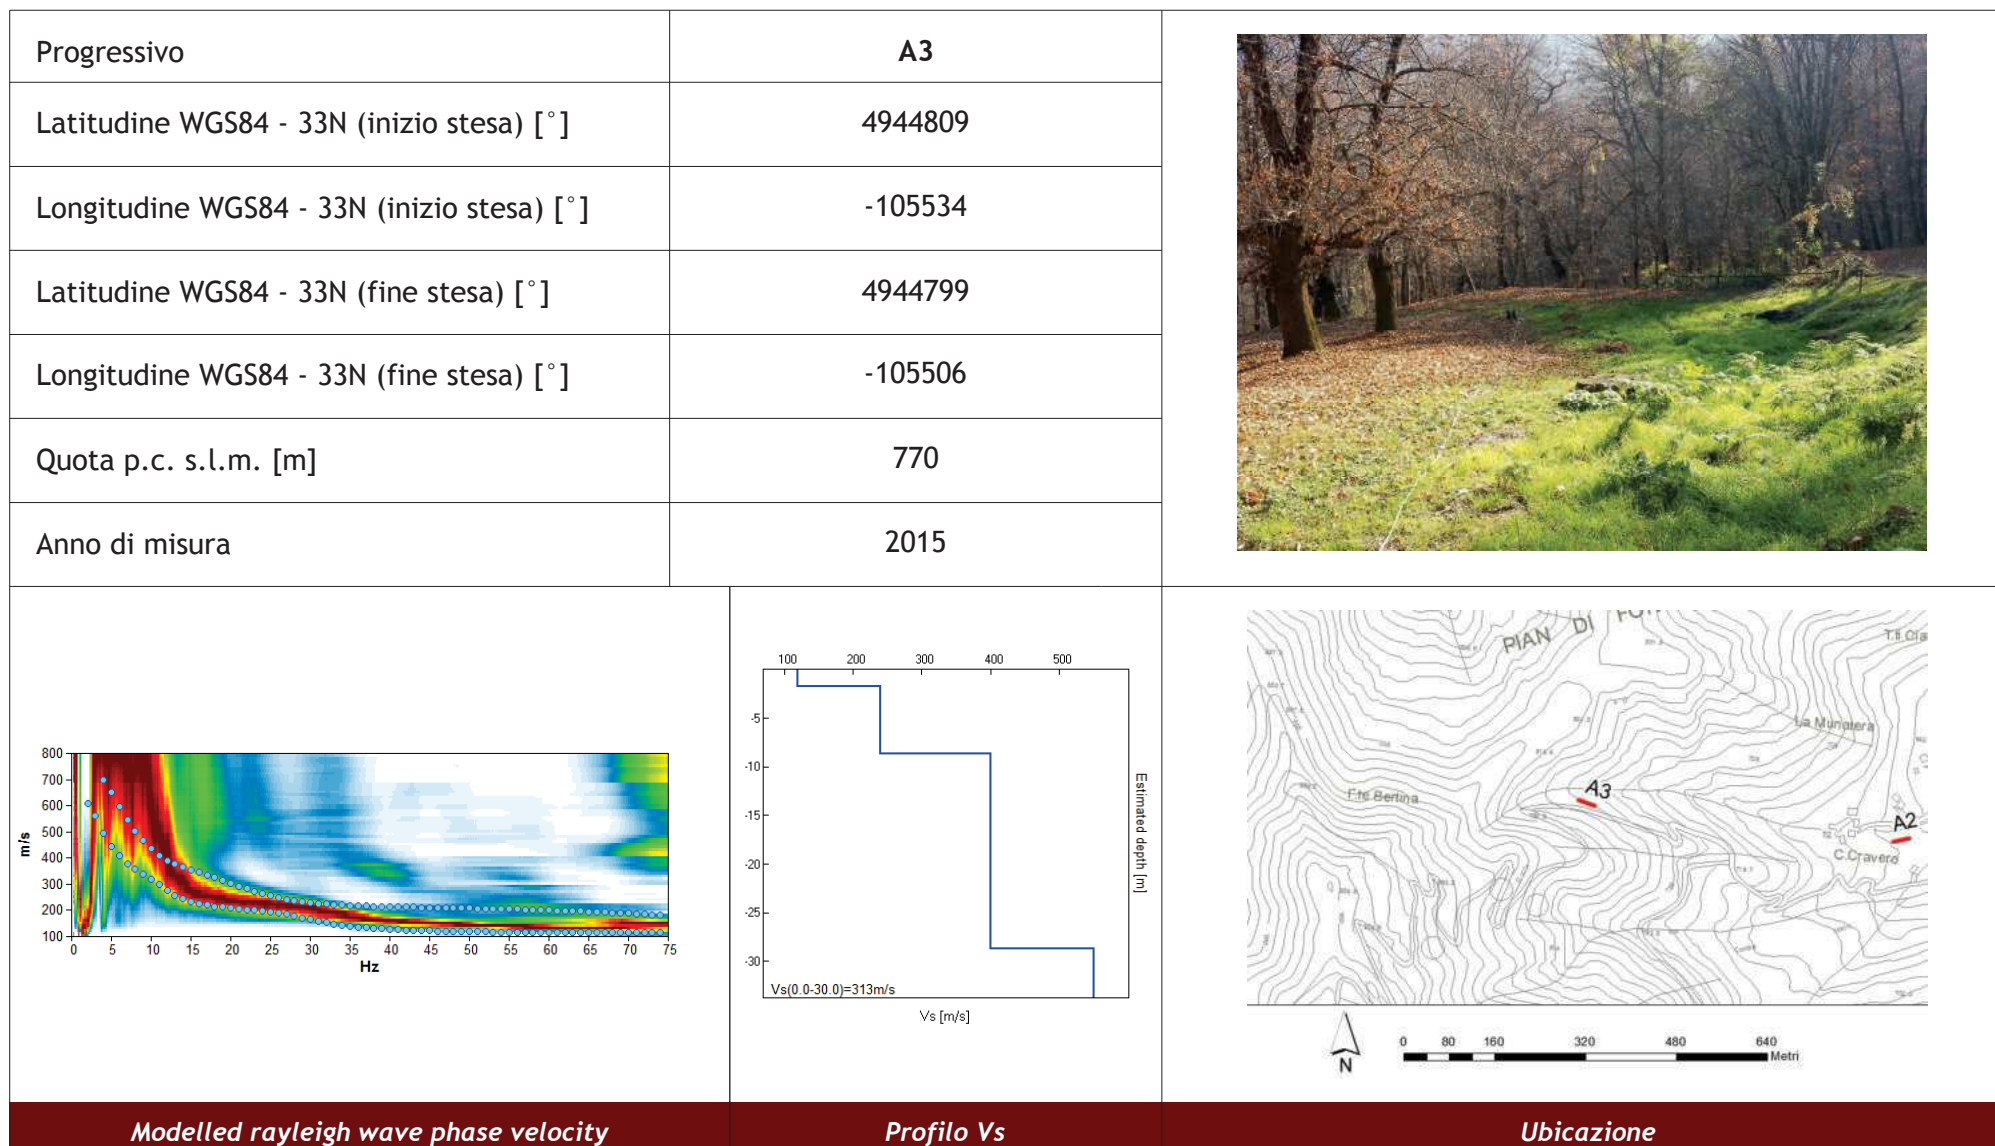 Progressivo
A3
Latitudine WGS84 - 33N (inizio stesa) [°]
4944809
Longitudine WGS84 - 33N (inizio stesa) [°]
-105534
Latitudine WGS84 - 33N (fine stesa) [°]
4944799
Longitudine WGS84 - 33N (fine stesa) [°]
-105506
Quota p.c. s.l.m. [m]
770
Anno di misura
2015
800
700
600
500
400
300
200
100
m/s
0 5 10 15 20 25 30 35 40 45 50 55 60 65 70 75
Hz
100 200 300 400 500
-5
-10
-15
-20
-25
-30
Estimated depth [m]
Vs(0.0-30.0)=313m/s
Vs [m/s]
PIAN DI
La Munatera
F.te Bertina
A3
A2
C.Cravero
N
0 80 160 320 480 640
Metri
Modelled rayleigh wave phase velocity
Profilo Vs
Ubicazione